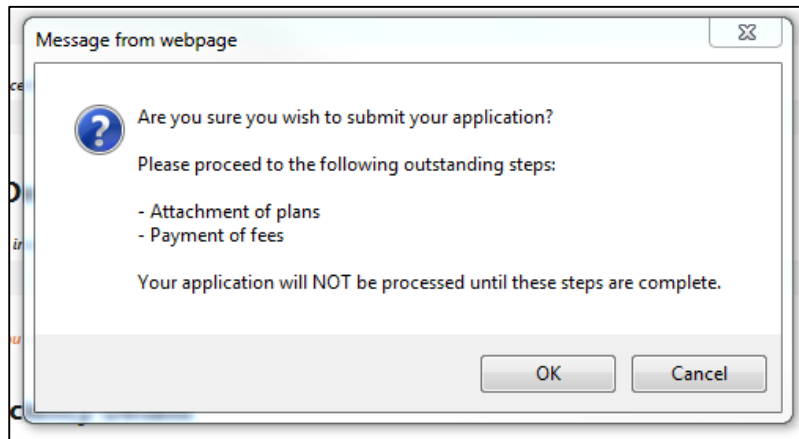 Message from webpage
Are you sure you wish to submit your application?
Please proceed to the following outstanding steps:
- Attachment of plans
- Payment of fees
Your application will NOT be processed until these steps are complete.
OK
Cancel